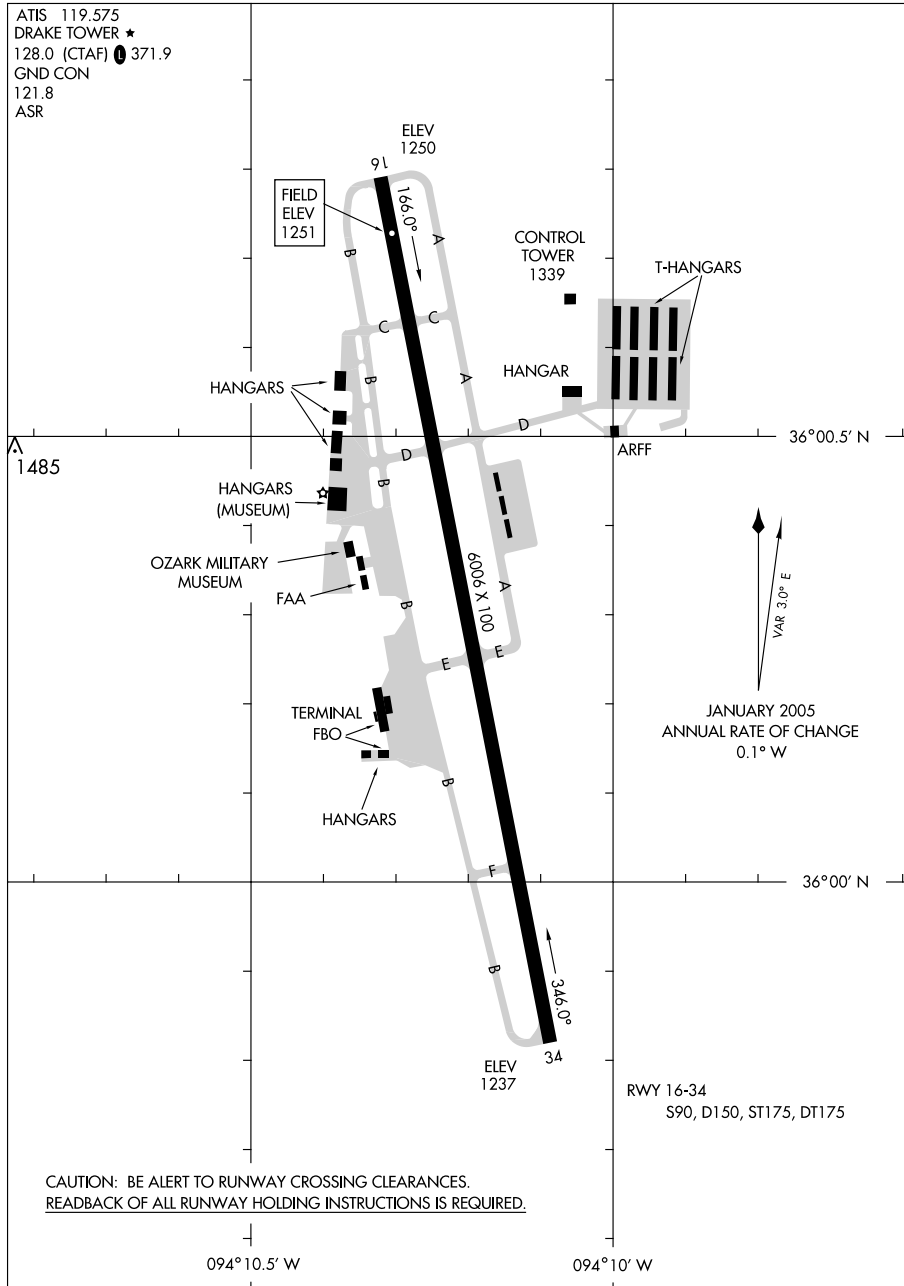 ATIS 119.575
DRAKE TOWER
128.0 (CTAF) L 371.9
GND CON
121.8
ASR
ELEV
1250
16
FIELD
ELEV
1251
166.0°
A
B
CONTROL
TOWER
1339
T-HANGARS
C
C
HANGAR
HANGARS
B
A
D
D
36°00.5' N
ARFF
1485
B
HANGARS
(MUSEUM)
OZARK MILITARY
MUSEUM
FAA
6006 X 100
A
B
VAR 3.0° E
E
E
JANUARY 2005
ANNUAL RATE OF CHANGE
0.1° W
TERMINAL
FBO
B
HANGARS
F
36°00' N
B
346.0°
34
ELEV
1237
RWY 16-34
S90, D150, ST175, DT175
CAUTION: BE ALERT TO RUNWAY CROSSING CLEARANCES.
READBACK OF ALL RUNWAY HOLDING INSTRUCTIONS IS REQUIRED.
094°10.5' W
094°10' W